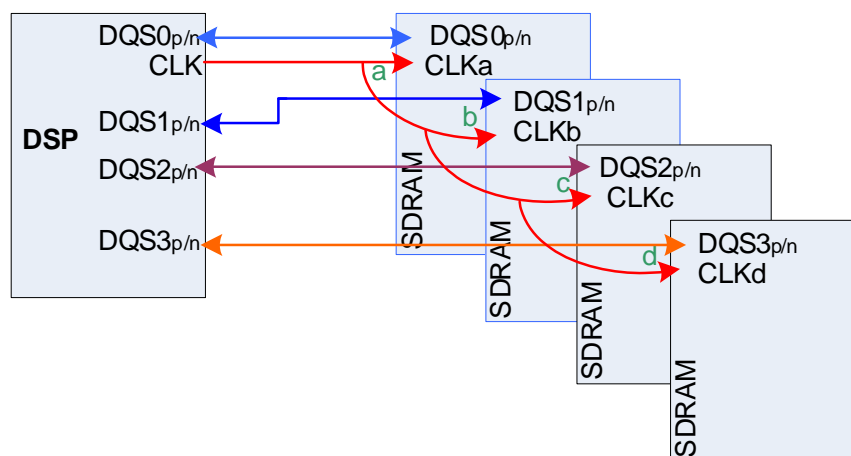 DSP
DQS0p/n
CLK
DQS1p/n
DQS2p/n
DQS3p/n
DQS0p/n
CLKa
a
SDRAM
DQS1p/n
CLKb
b
SDRAM
DQS2p/n
CLKc
c
SDRAM
DQS3p/n
CLKd
d
SDRAM